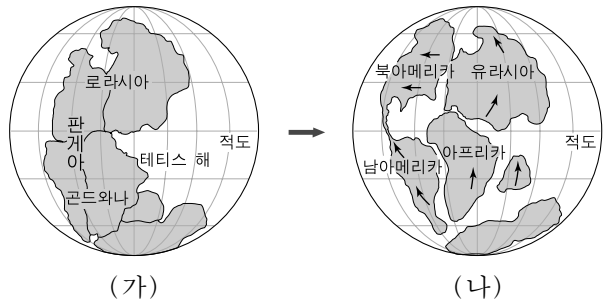 로라시아
판게아
적도
테티스 해
곤드와나
(가)
북아메리카
유라시아
적도
아프리카
남아메리카
(나)